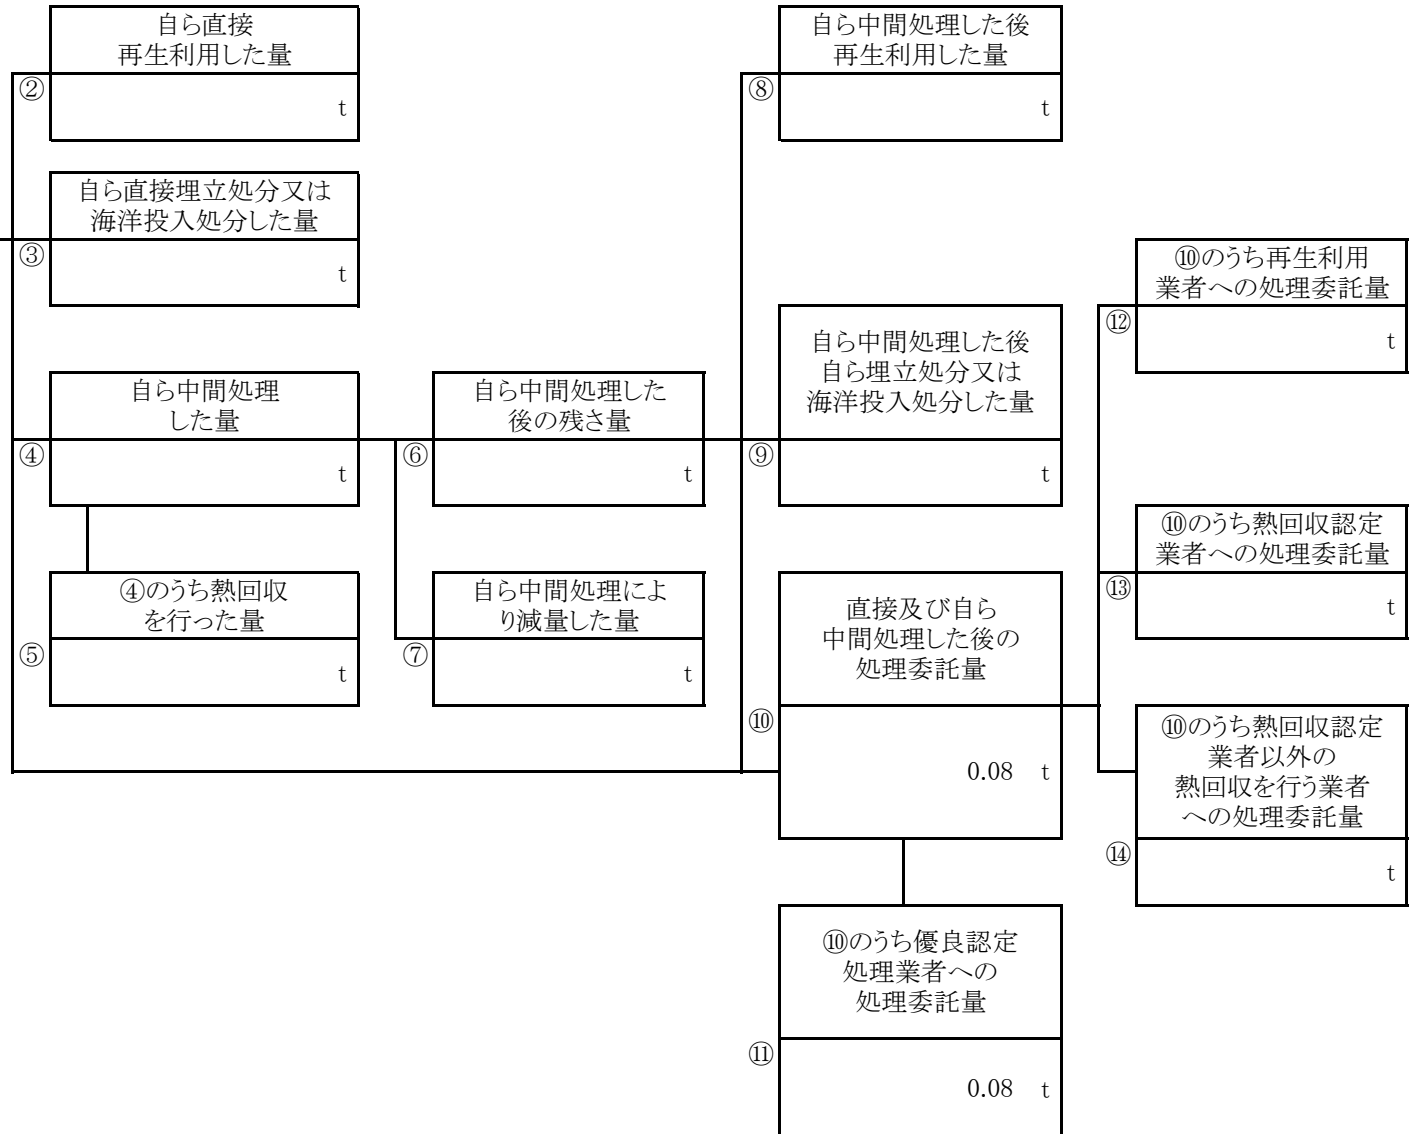 自ら直接
再生利用した量
②
t
自ら中間処理した後
再生利用した量
⑧
t
自ら直接埋立処分又は
海洋投入処分した量
③
t
⑩のうち再生利用
業者への処理委託量
⑫
t
自ら中間処理した後
自ら埋立処分又は
海洋投入処分した量
⑨
t
自ら中間処理
した量
④
t
自ら中間処理した
後の残さ量
⑥
t
⑩のうち熱回収認定
業者への処理委託量
⑬
t
④のうち熱回収
を行った量
⑤
t
自ら中間処理によ
り減量した量
⑦
t
直接及び自ら
中間処理した後の
処理委託量
⑩
0.08 t
⑩のうち熱回収認定
業者以外の
熱回収を行う業者
への処理委託量
⑭
t
⑩のうち優良認定
処理業者への
処理委託量
⑪
0.08 t